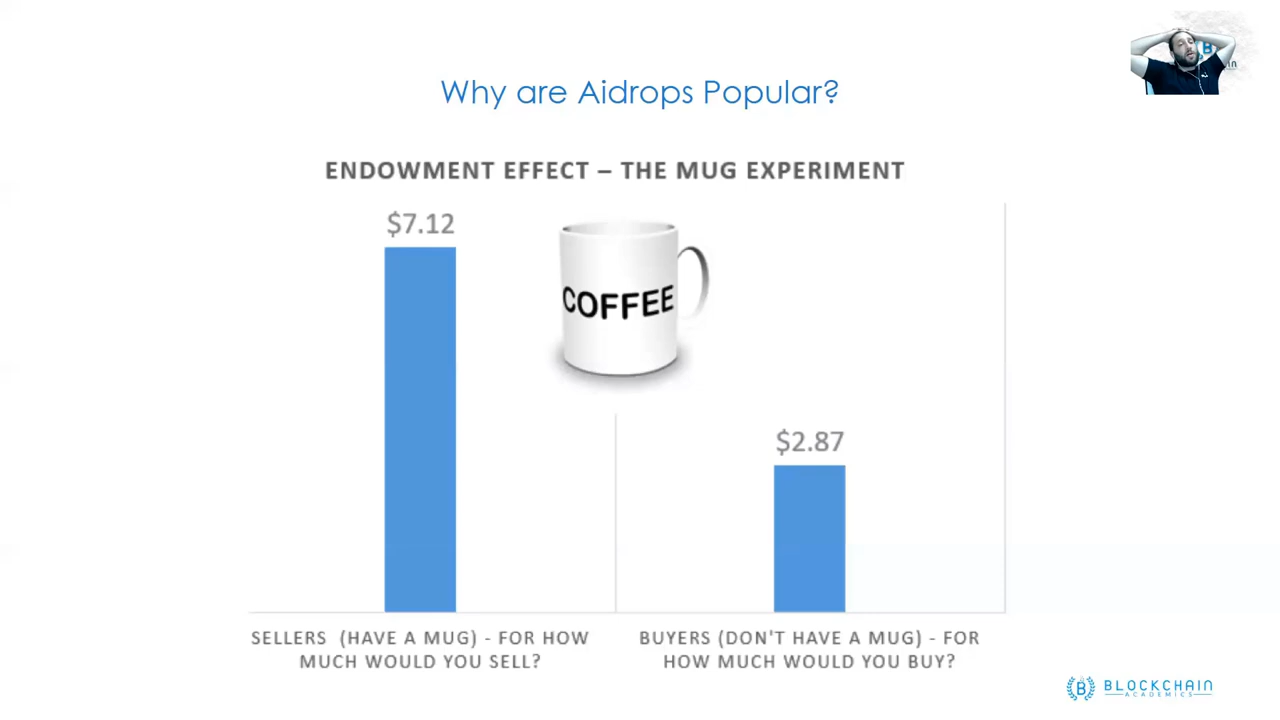 Why are Aidrops Popular?
ENDOWMENT EFFECT – THE MUG EXPERIMENT
$7.12
COFFEE
$2.87
SELLERS (HAVE A MUG) - FOR HOW
MUCH WOULD YOU SELL?
BUYERS (DON'T HAVE A MUG) - FOR
HOW MUCH WOULD YOU BUY?
B BLOCKCHAIN
ACADEMICS